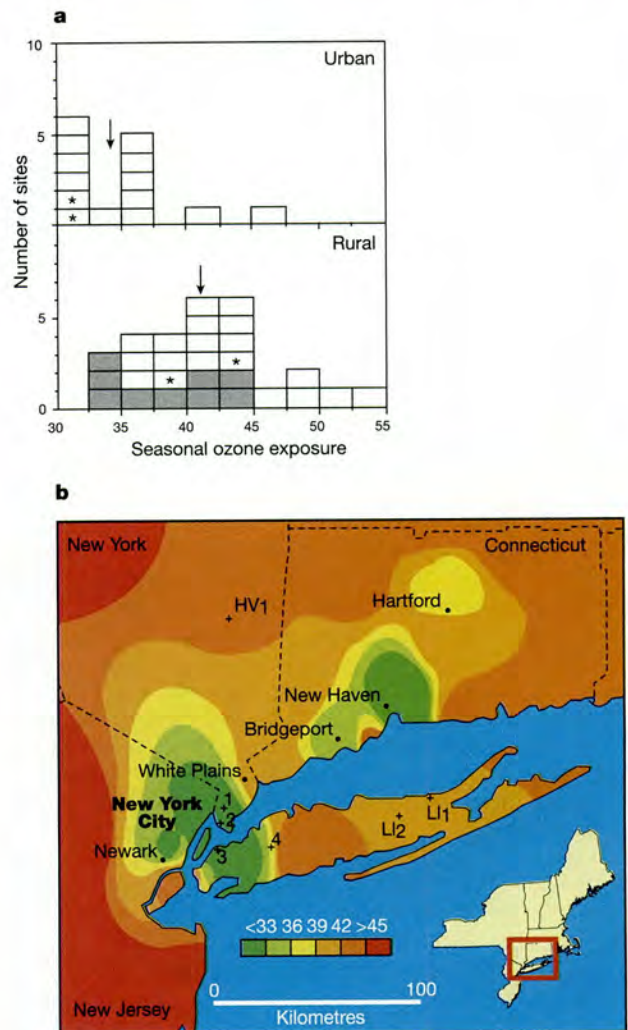 a
10
Urban
5
*
*
Number of sites
Rural
5
*
*
0
30 35 40 45 50 55
Seasonal ozone exposure
b
New York
Connecticut
HV1
Hartford
New Haven
Bridgeport
White Plains
New York
City
1
2
Newark
3
4
LI2
LI1
<33 36 39 42 >45
0 100
Kilometres
New Jersey